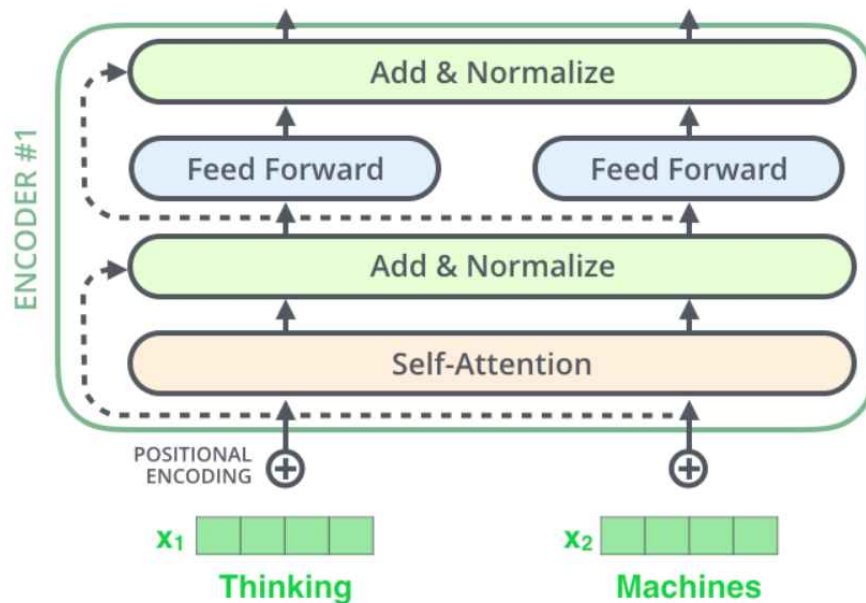 ENCODER #1
Add & Normalize
Feed Forward
Feed Forward
Add & Normalize
Self-Attention
POSITIONAL
ENCODING
x₁
x₂
Thinking
Machines